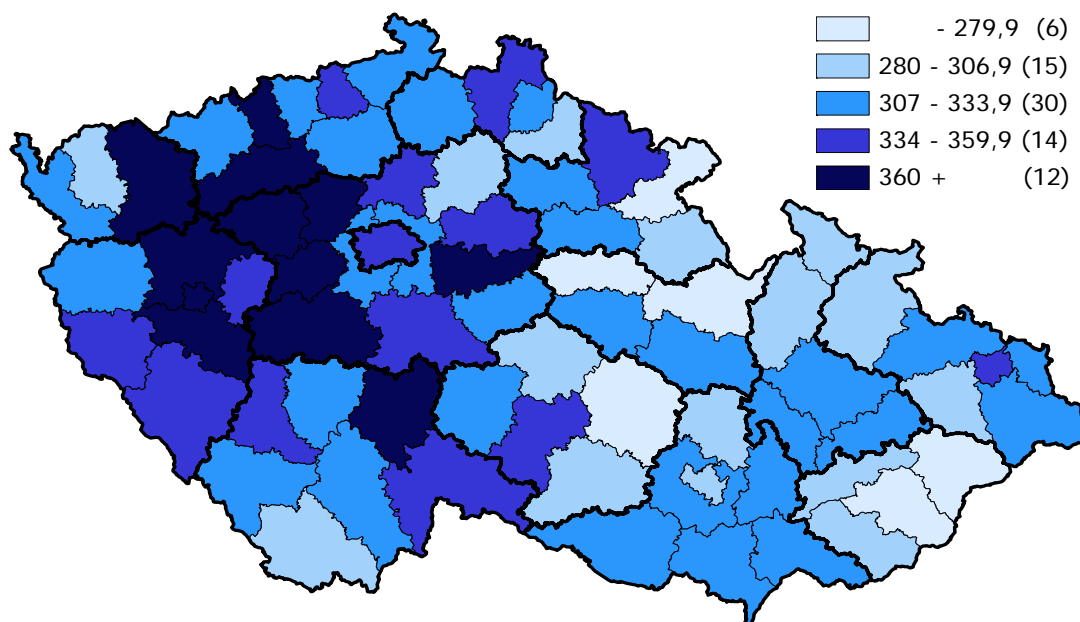 - 279,9 (6)
280 - 306,9 (15)
307 - 333,9 (30)
334 - 359,9 (14)
360 + (12)